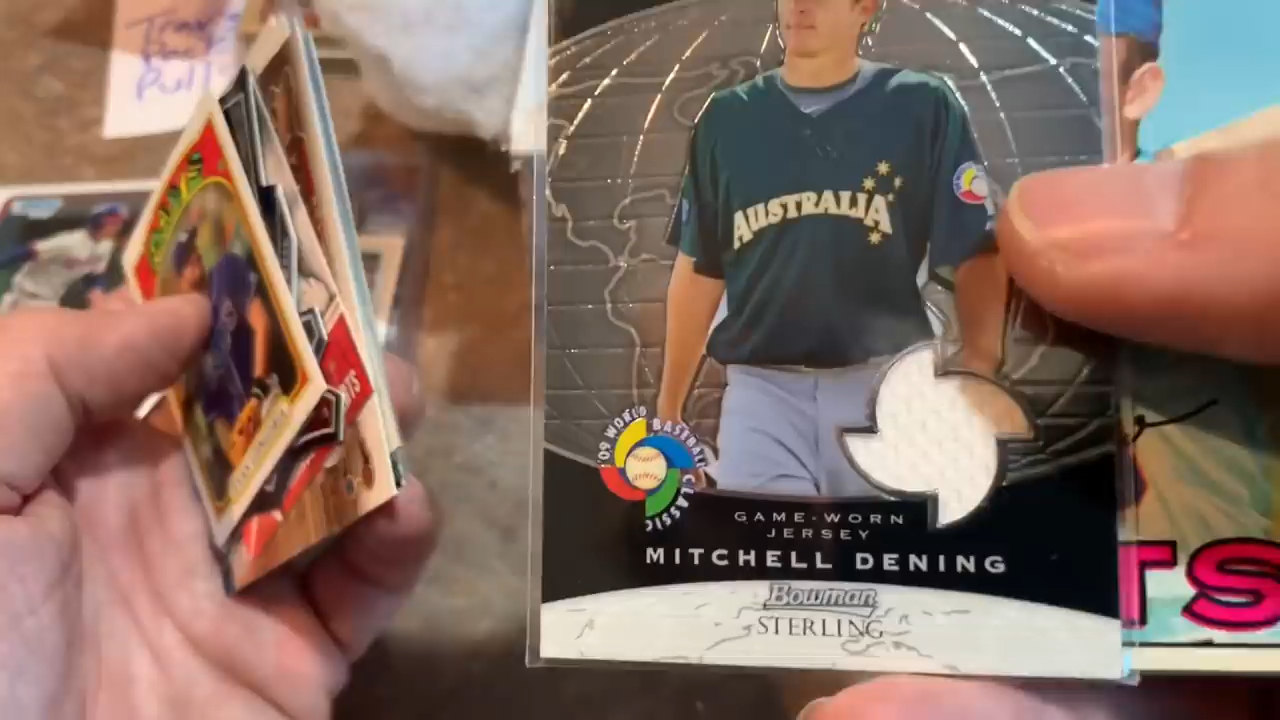 AUSTRALIA
'09 WORLD BASEBALL CLASSIC
GAME-WORN
JERSEY
MITCHELL DENING
Bowman
STERLING
TS